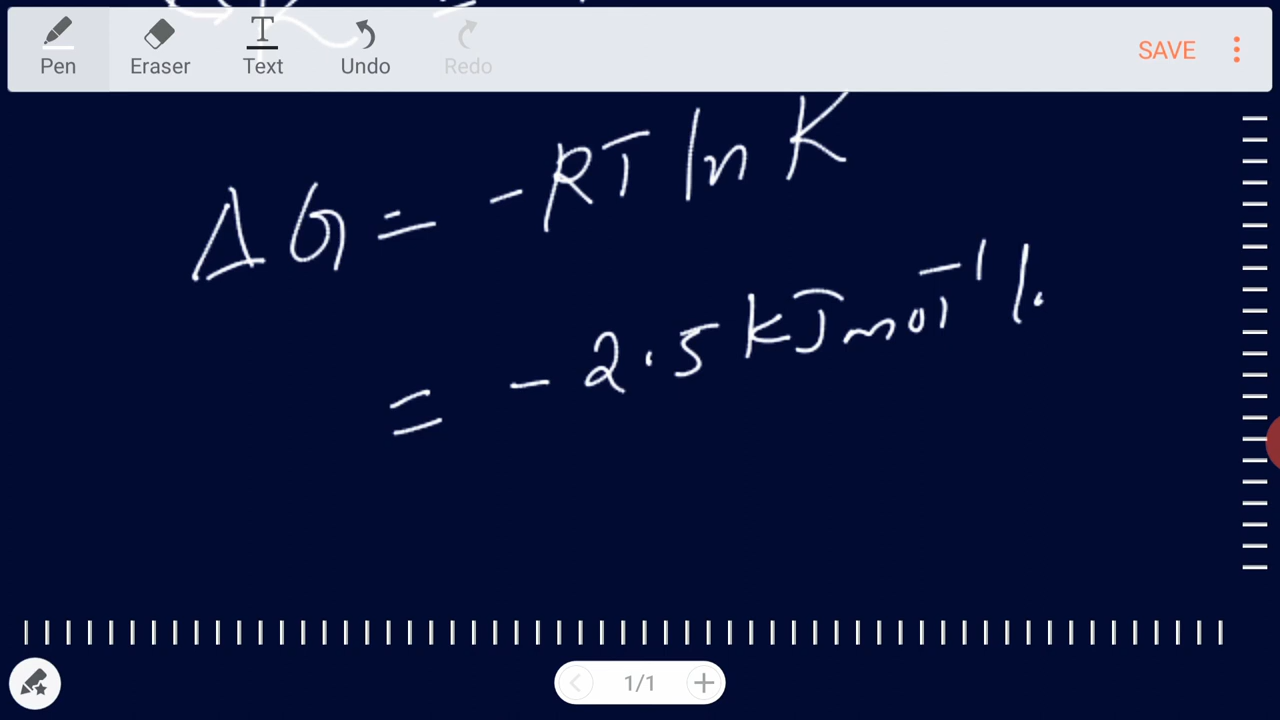 Pen Eraser Text Undo Redo SAVE
ΔG = -RT ln K
= -2.5 kJ mol⁻¹ /.
1/1